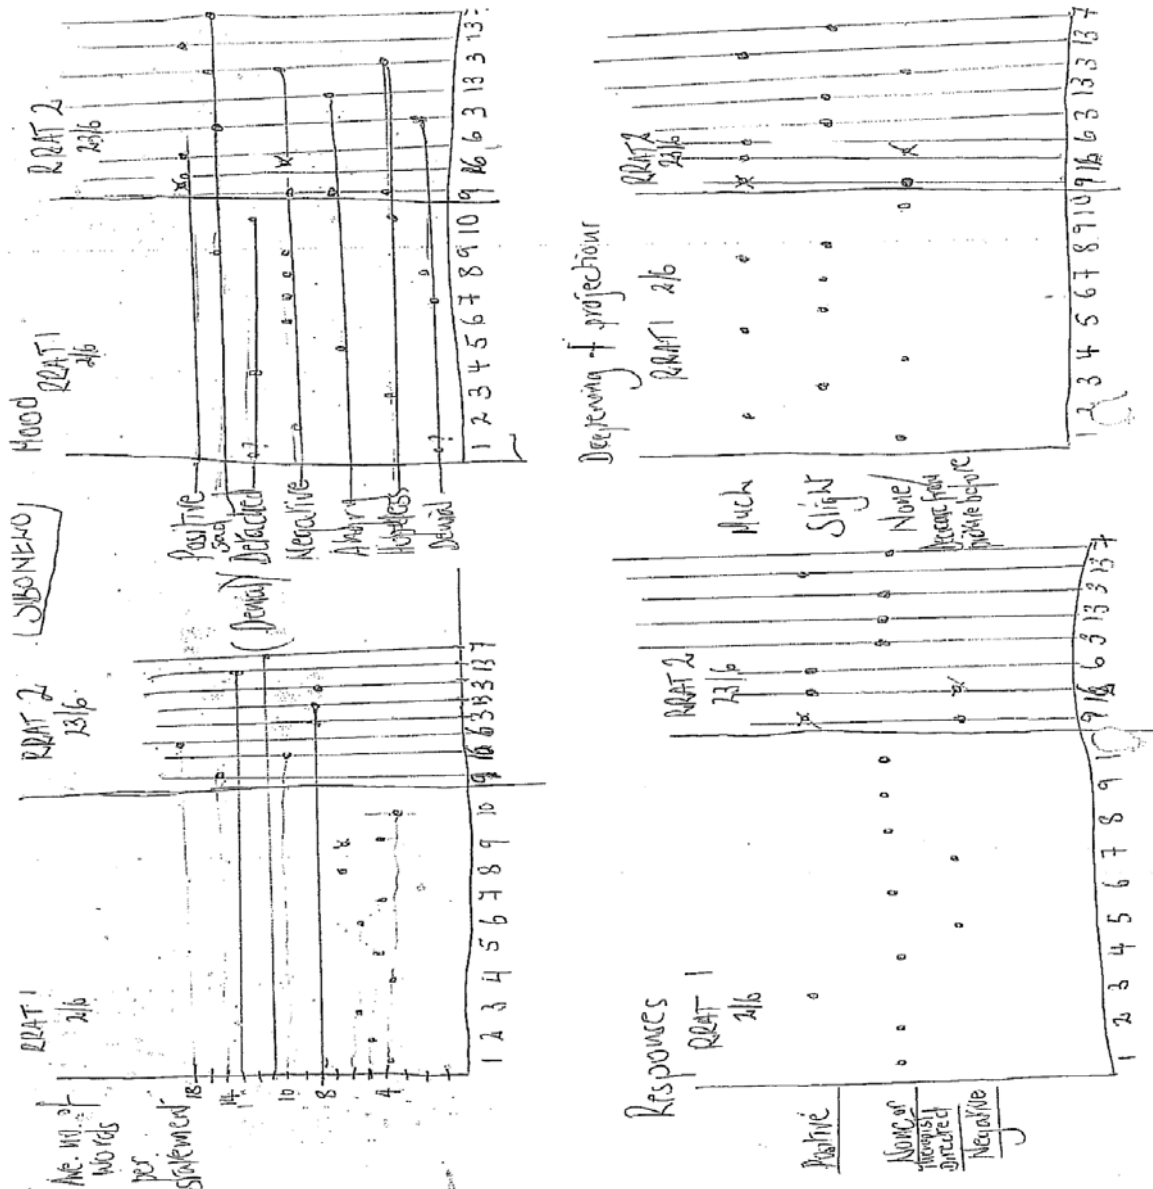 SIBONELO
Ave. no. of
words
per
statement
RRAT 1
2/6
RRAT 2
23/6
18
14
10
8
4
1 2 3 4 5 6 7 8 9 10
9 16 6 3 13 3 13 7
Mood
RRAT 1
2/6
RRAT 2
23/6
Positive
Sad
Detached
(Denial)
Negative
Angry
Hopeless
Denial
?
?
1 2 3 4 5 6 7 8 9 10
9 16 6 3 13 3 13 7
Responses
RRAT 1
2/6
RRAT 2
23/6
Positive
None or
Therapist
Directed
Negative
1 2 3 4 5 6 7 8 9 1
9 16 6 3 13 3 13 7
Deepening of projections
RRAT 1 2/6
RRAT 2
23/6
Much
Slight
None/
Decrease from
picture before
1 2 3 4 5 6 7 8 9 10
9 16 6 3 13 3 13 7